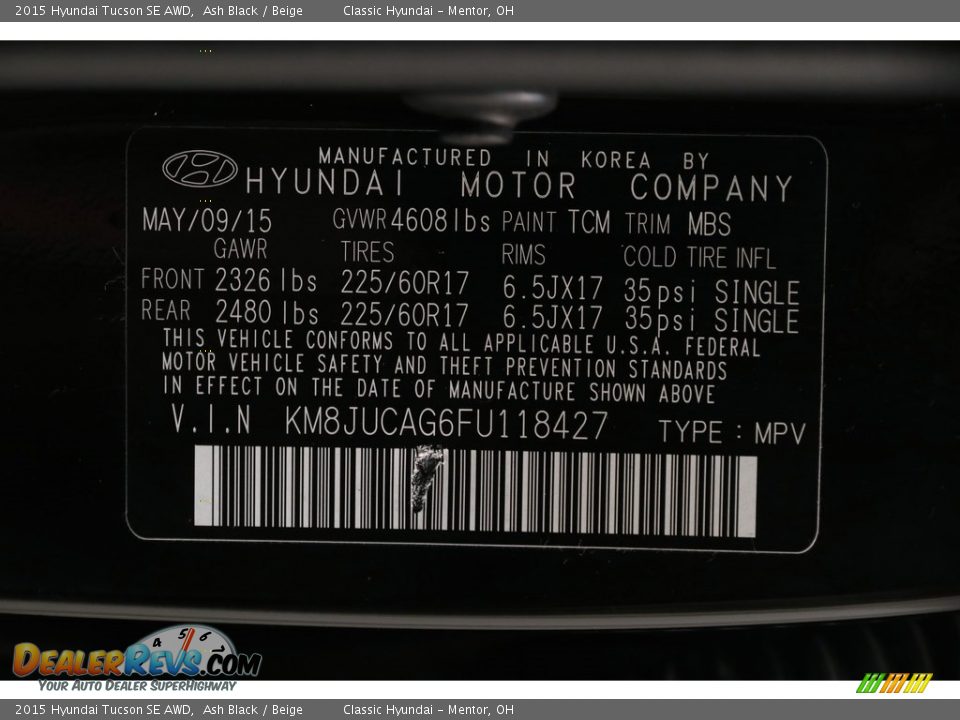 2015 Hyundai Tucson SE AWD, Ash Black / Beige Classic Hyundai - Mentor, OH
MANUFACTURED IN KOREA BY
HYUNDAI MOTOR COMPANY
MAY/09/15 GVWR 4608 lbs PAINT TCM TRIM MBS
GAWR TIRES RIMS COLD TIRE INFL
FRONT 2326 lbs 225/60R17 6.5JX17 35psi SINGLE
REAR 2480 lbs 225/60R17 6.5JX17 35psi SINGLE
THIS VEHICLE CONFORMS TO ALL APPLICABLE U.S.A. FEDERAL
MOTOR VEHICLE SAFETY AND THEFT PREVENTION STANDARDS
IN EFFECT ON THE DATE OF MANUFACTURE SHOWN ABOVE
V.I.N KM8JUCAG6FU118427 TYPE : MPV
4 5 6 7
DEALERREVS.COM
YOUR AUTO DEALER SUPERHIGHWAY
2015 Hyundai Tucson SE AWD, Ash Black / Beige Classic Hyundai - Mentor, OH